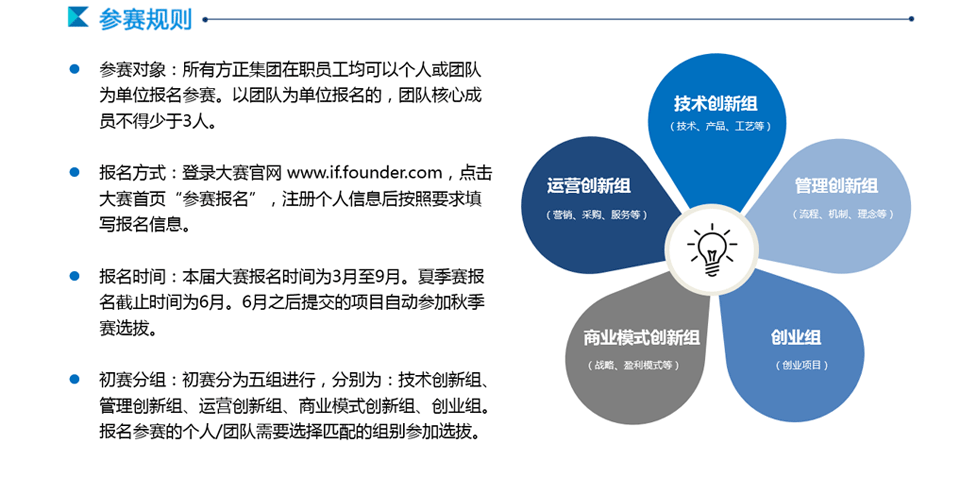 参赛规则
参赛对象：所有方正集团在职员工均可以个人或团队
为单位报名参赛。以团队为单位报名的，团队核心成
员不得少于3人。
报名方式：登录大赛官网 www.if.founder.com，点击
大赛首页“参赛报名”，注册个人信息后按照要求填
写报名信息。
报名时间：本届大赛报名时间为3月至9月。夏季赛报
名截止时间为6月。6月之后提交的项目自动参加秋季
赛选拔。
初赛分组：初赛分为五组进行，分别为：技术创新组、
管理创新组、运营创新组、商业模式创新组、创业组。
报名参赛的个人/团队需要选择匹配的组别参加选拔。
技术创新组
（技术、产品、工艺等）
运营创新组
（营销、采购、服务等）
管理创新组
（流程、机制、理念等）
商业模式创新组
（战略、盈利模式等）
创业组
（创业项目）